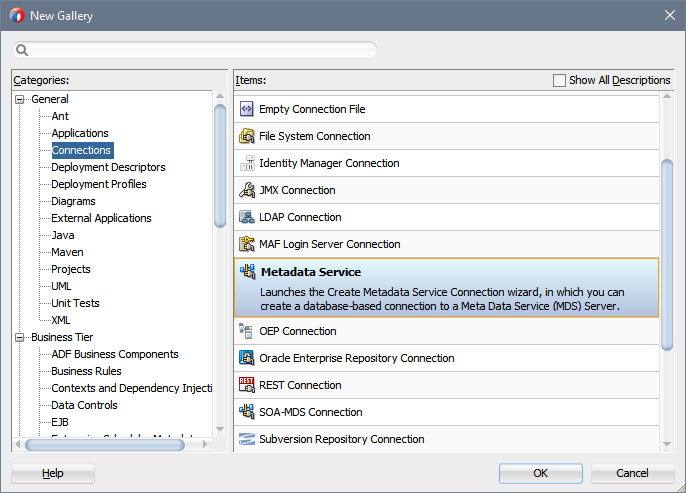 New Gallery
Categories:
General
Ant
Applications
Connections
Deployment Descriptors
Deployment Profiles
Diagrams
External Applications
Java
Maven
Projects
UML
Unit Tests
XML
Business Tier
ADF Business Components
Business Rules
Contexts and Dependency Injecti
Data Controls
EJB
Items:
Show All Descriptions
Empty Connection File
File System Connection
Identity Manager Connection
JMX Connection
LDAP Connection
MAF Login Server Connection
Metadata Service
Launches the Create Metadata Service Connection wizard, in which you can
create a database-based connection to a Meta Data Service (MDS) Server.
OEP Connection
Oracle Enterprise Repository Connection
REST
REST Connection
SOA-MDS Connection
Subversion Repository Connection
Help
OK
Cancel